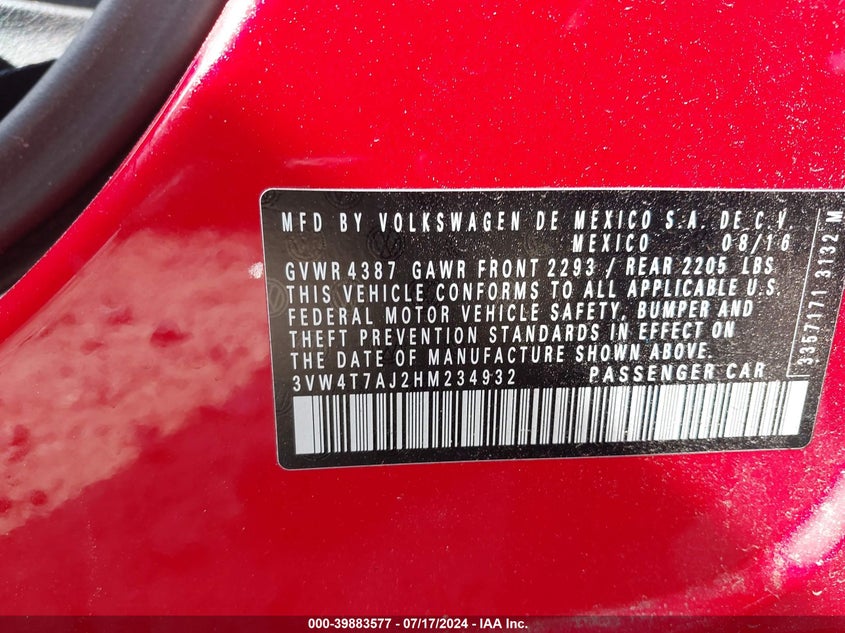 MFD BY VOLKSWAGEN DE MEXICO S.A. DE C.V
MEXICO 08/16
GVWR 4387 GAWR FRONT 2293 / REAR 2205 LBS
THIS VEHICLE CONFORMS TO ALL APPLICABLE U.S.
FEDERAL MOTOR VEHICLE SAFETY, BUMPER AND
THEFT PREVENTION STANDARDS IN EFFECT ON
THE DATE OF MANUFACTURE SHOWN ABOVE.
3VW4T7AJ2HM234932 PASSENGER CAR
3357171 3132M
000-39883577 / 07/17/2024 - IAA Inc.